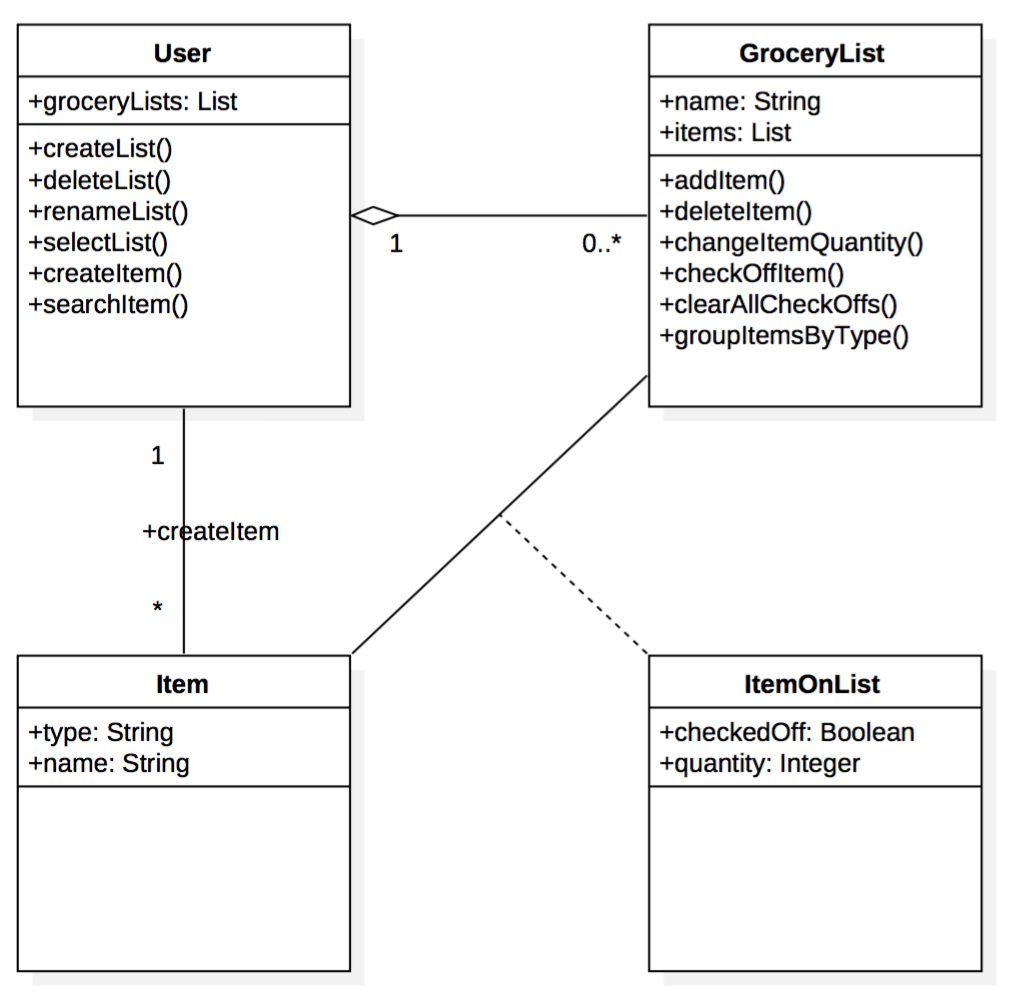 User
+groceryLists: List
+createList()
+deleteList()
+renameList()
+selectList()
+createItem()
+searchItem()
GroceryList
+name: String
+items: List
+addItem()
+deleteItem()
+changeItemQuantity()
+checkOffItem()
+clearAllCheckOffs()
+groupItemsByType()
1
0..*
1
+createItem
*
Item
+type: String
+name: String
ItemOnList
+checkedOff: Boolean
+quantity: Integer